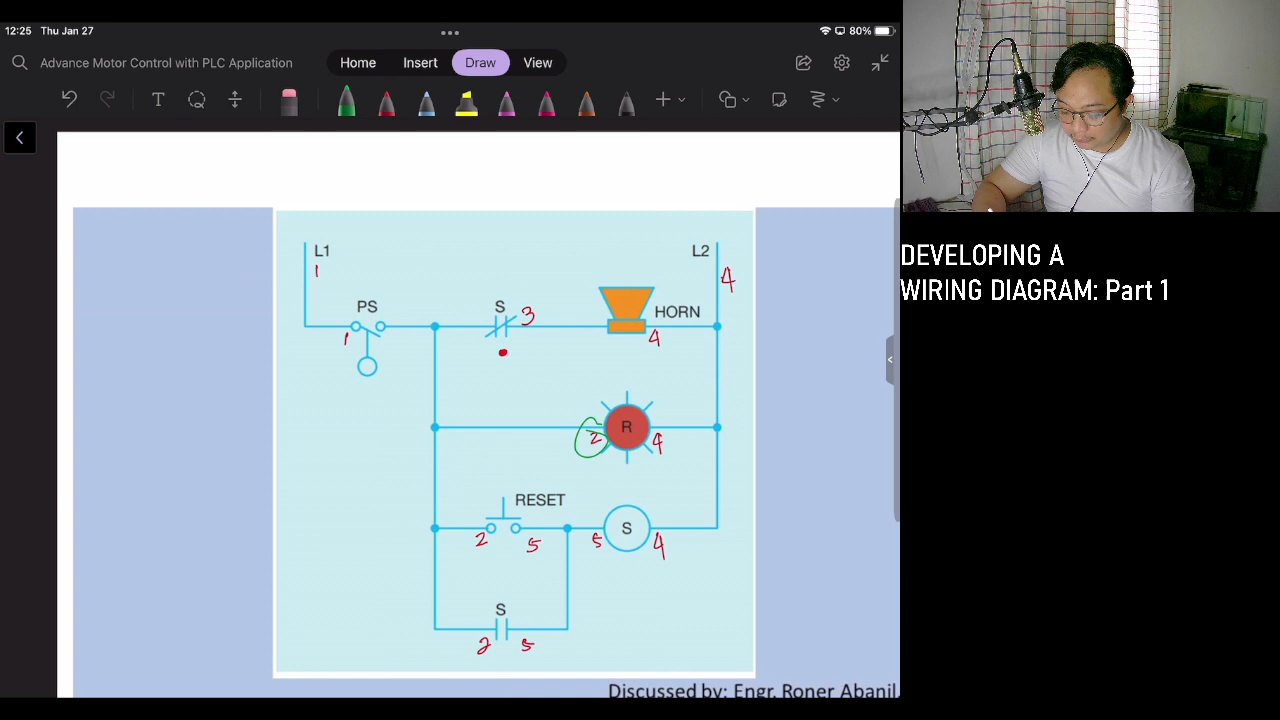 12:25 Thu Jan 27
80%
Advance Motor Control with PLC Application
Home Insert Draw View
DEVELOPING A
WIRING DIAGRAM: Part 1
L1
L2
1
4
PS
S
3
HORN
1
4
R
2
4
RESET
S
2
5
5
4
S
2
5
Discussed by: Engr. Roner Abanil.